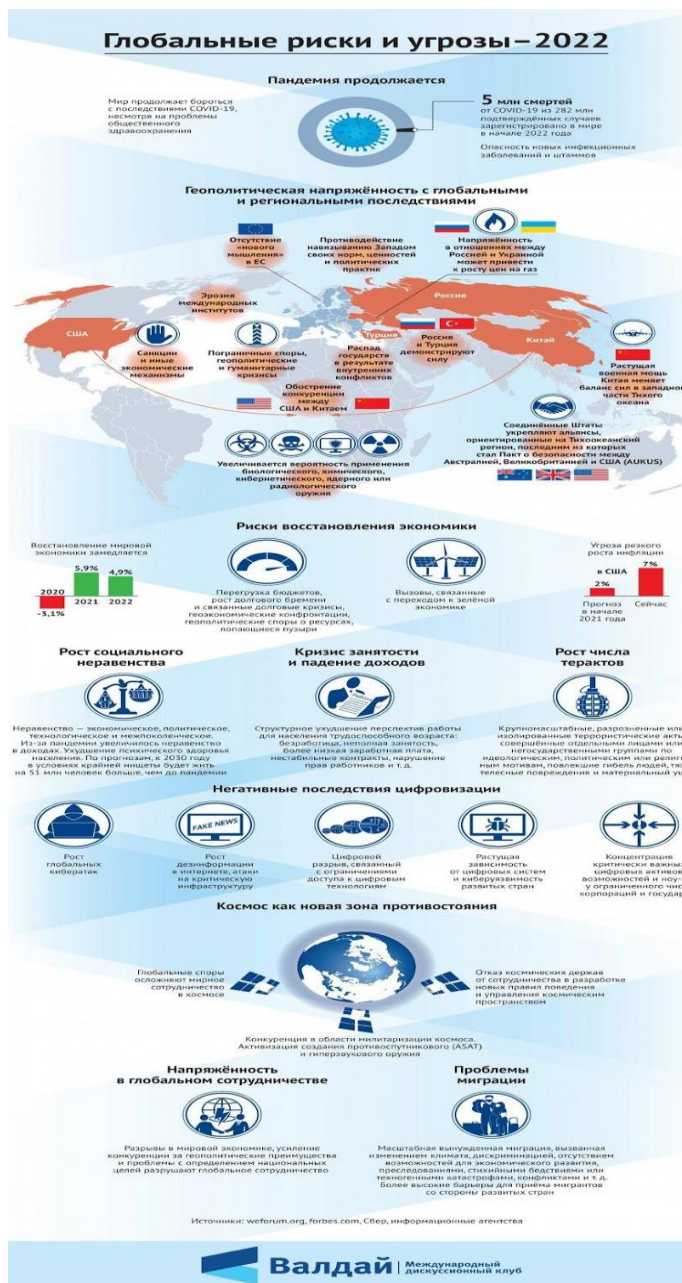 Глобальные риски и угрозы – 2022
Пандемия продолжается
Мир продолжает бороться
с последствиями COVID-19,
несмотря на проблемы
общественного
здравоохранения
5 млн смертей
от COVID-19 из 282 млн
подтверждённых случаев
зарегистрировано в мире
в начале 2022 года
Опасность новых инфекционных
заболеваний и штаммов
Геополитическая напряжённость с глобальными
и региональными последствиями
Отсутствие
«нового
мышления»
в ЕС
Противодействие
навязыванию Западом
своих норм, ценностей
и политических
практик
Напряжённость
в отношениях между
Россией и Украиной
может привести
к росту цен на газ
Эрозия
международных
институтов
Россия
США
Турция
Китай
Санкции
и иные
экономические
механизмы
Пограничные споры,
геополитические
и гуманитарные
кризисы
Распад
государств
в результате
внутренних
конфликтов
Россия
и Турция
демонстрируют
силу
Растущая
военная мощь
Китая меняет
баланс сил в западной
части Тихого
океана
Обострение
конкуренции
между
США и Китаем
Соединённые Штаты
укрепляют альянсы,
ориентированные на Тихоокеанский
регион, последним из которых
стал Пакт о безопасности между
Австралией, Великобританией и США (AUKUS)
Увеличивается вероятность применения
биологического, химического,
кибернетического, ядерного или
радиологического
оружия
Риски восстановления экономики
Восстановление мировой
экономики замедляется
5,9%
4,9%
2020
2021
2022
-3,1%
Перегрузка бюджетов,
рост долгового бремени
и связанные долговые кризисы,
геоэкономические конфронтации,
геополитические споры о ресурсах,
лопающиеся пузыри
Вызовы, связанные
с переходом к зелёной
экономике
Угроза резкого
роста инфляции
в США
7%
2%
Прогноз
в начале
2021 года
Сейчас
Рост социального
неравенства
Неравенство — экономическое, политическое,
технологическое и межпоколенческое.
Из-за пандемии увеличилось неравенство
в доходах. Ухудшение психического здоровья
населения. По прогнозам, к 2030 году
в условиях крайней нищеты будет жить
на 51 млн человек больше, чем до пандемии
Кризис занятости
и падение доходов
Структурное ухудшение перспектив работы
для населения трудоспособного возраста:
безработица, неполная занятость,
более низкая заработная плата,
нестабильные контракты, нарушение
прав работников и т. д.
Рост числа
терактов
Крупномасштабные, разрозненные или
изолированные террористические акты
совершённые отдельными лицами или
негосударственными группами по
идеологическим, политическим или религи
ным мотивам, повлекшие гибель людей, тяж
телесные повреждения и материальный ущ
Негативные последствия цифровизации
FAKE NEWS
Рост
глобальных
кибератак
Рост
дезинформации
в интернете, атаки
на критическую
инфраструктуру
Цифровой
разрыв, связанный
с ограничениями
доступа к цифровым
технологиям
Растущая
зависимость
от цифровых систем
и киберуязвимость
развитых стран
Концентрация
критически важных
цифровых активов
возможностей и ноу-
у ограниченного чис
корпораций и государ
Космос как новая зона противостояния
Глобальные споры
осложняют мирное
сотрудничество
в космосе
Отказ космических держав
от сотрудничества в разработке
новых правил поведения
и управления космическим
пространством
Конкуренция в области милитаризации космоса.
Активизация создания противоспутникового (ASAT)
и гиперзвукового оружия
Напряжённость
в глобальном сотрудничестве
Разрывы в мировой экономике, усиление
конкуренции за геополитические преимущества
и проблемы с определением национальных
целей разрушают глобальное сотрудничество
Проблемы
миграции
Масштабная вынужденная миграция, вызванная
изменением климата, дискриминацией, отсутствием
возможностей для экономического развития,
преследованиями, стихийными бедствиями или
техногенными катастрофами, конфликтами и т. д.
Более высокие барьеры для приёма мигрантов
со стороны развитых стран
Источники: weforum.org, forbes.com, Сбер, информационные агентства
Валдай
Международный
дискуссионный клуб